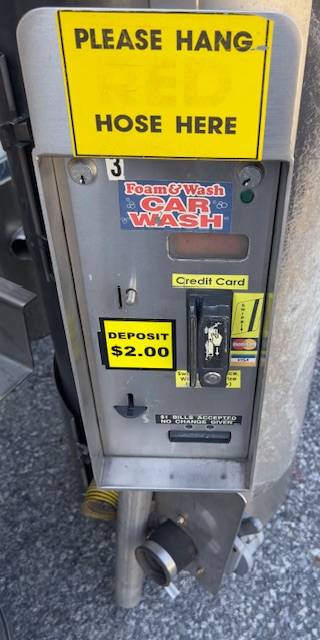 PLEASE HANG
RED
HOSE HERE
3
Foam & Wash
CAR
WASH
Credit Card
DEPOSIT
$2.00
$1 BILLS ACCEPTED
NO CHANGE GIVEN